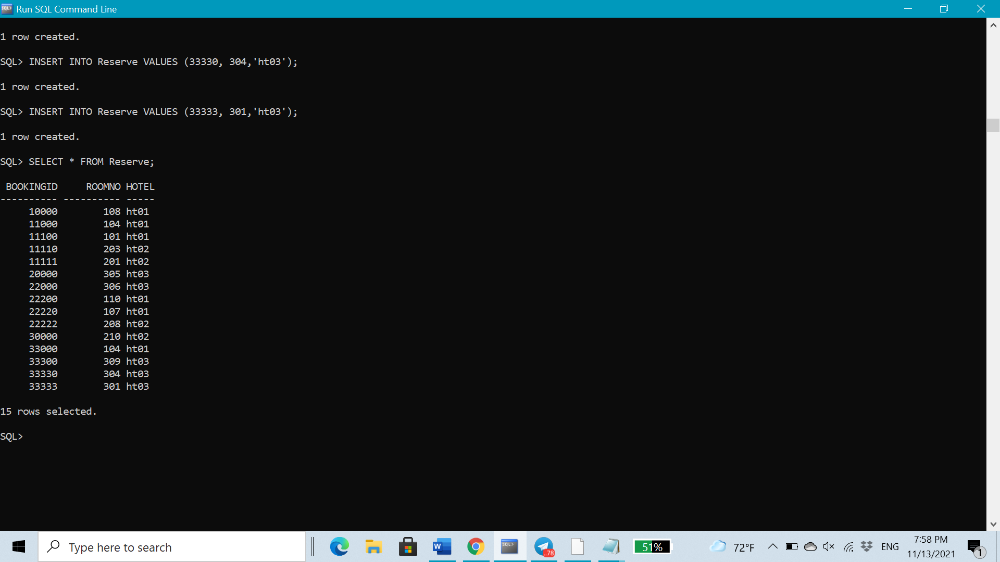 Run SQL Command Line
1 row created.
SQL> INSERT INTO Reserve VALUES (33330, 304,'ht03');
1 row created.
SQL> INSERT INTO Reserve VALUES (33333, 301,'ht03');
1 row created.
SQL> SELECT * FROM Reserve;
BOOKINGID     ROOMNO HOTEL
---------- ---------- -----
10000        108 ht01
11000        104 ht01
11100        101 ht01
11110        203 ht02
11111        201 ht02
20000        305 ht03
22000        306 ht03
22200        110 ht01
22220        107 ht01
22222        208 ht02
30000        210 ht02
33000        104 ht01
33300        309 ht03
33330        304 ht03
33333        301 ht03
15 rows selected.
SQL>
Type here to search
..78
51%
72°F
ENG
7:58 PM
11/13/2021
1